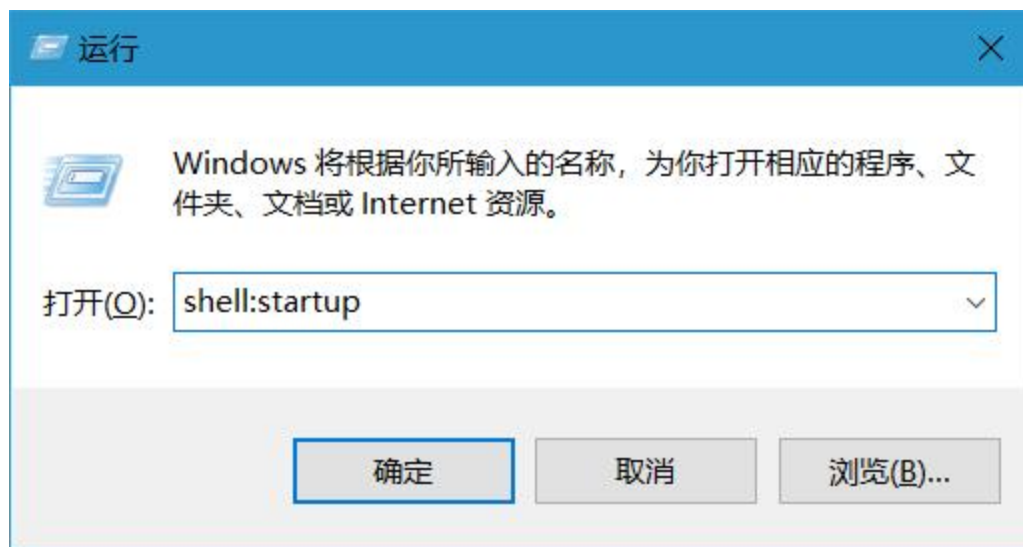 运行
Windows 将根据你所输入的名称，为你打开相应的程序、文
件夹、文档或 Internet 资源。
打开(O): shell:startup
确定 取消 浏览(B)...